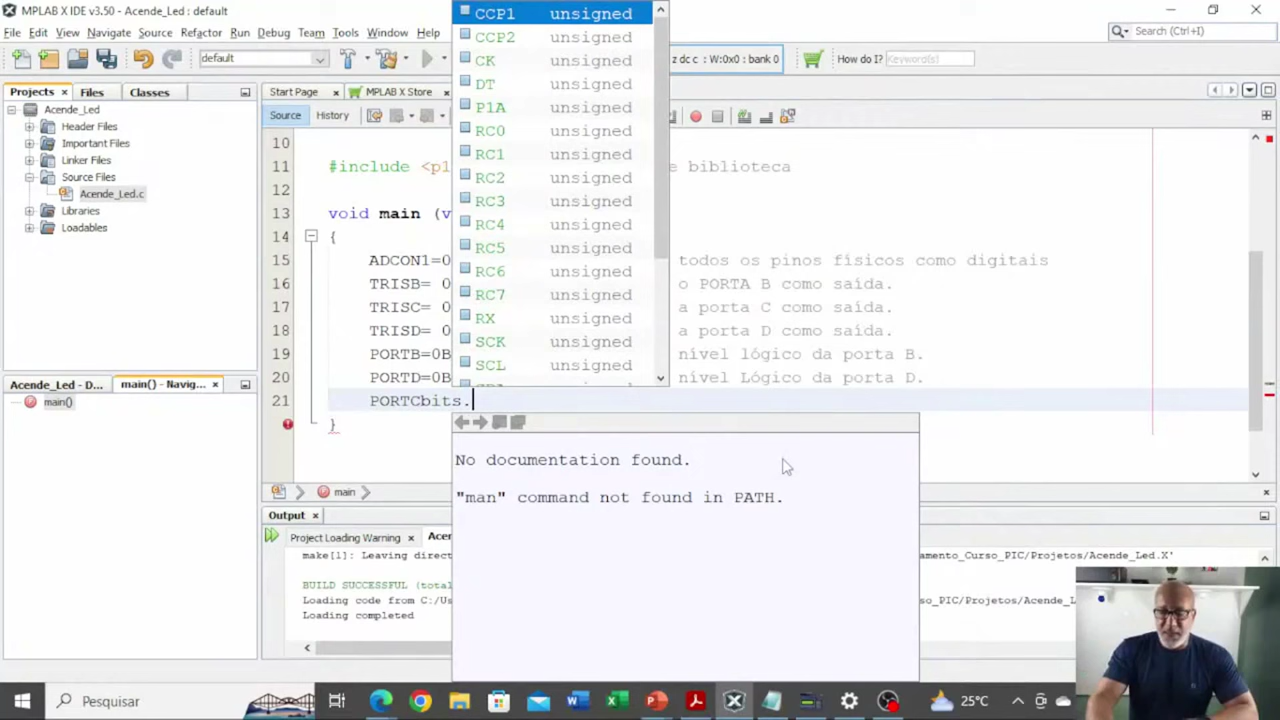 MPLAB X IDE v3.50 - Acende_Led : default
File Edit View Navigate Source Refactor Run Debug Team Tools Window Help
Search (Ctrl+I)
default
z dc c : W:0x0 : bank 0
How do I?
Keyword(s)
Projects
Files
Classes
Start Page
MPLAB X Store
Acende_Led
Header Files
Important Files
Linker Files
Source Files
Acende_Led.c
Libraries
Loadables
Source
History
CCP1 unsigned
CCP2 unsigned
CK unsigned
DT unsigned
P1A unsigned
RC0 unsigned
RC1 unsigned
RC2 unsigned
RC3 unsigned
RC4 unsigned
RC5 unsigned
RC6 unsigned
RC7 unsigned
RX unsigned
SCK unsigned
SCL unsigned
10
11 #include <p1 e biblioteca
12
13 void main (v
14 {
15 ADCON1=0 todos os pinos físicos como digitais
16 TRISB= 0 o PORTA B como saída.
17 TRISC= 0 a porta C como saída.
18 TRISD= 0 a porta D como saída.
19 PORTB=0B nível lógico da porta B.
20 PORTD=0B nível Lógico da porta D.
21 PORTCbits.
}
Acende_Led - D...
main() - Navig...
main()
No documentation found.
"man" command not found in PATH.
main
Output
Project Loading Warning
Acen
make[1]: Leaving direct amento_Curso_PIC/Projetos/Acende_Led.X'
BUILD SUCCESSFUL (total
Loading code from C:/Us so_PIC/Projetos/Acende_L
Loading completed
Pesquisar
25°C